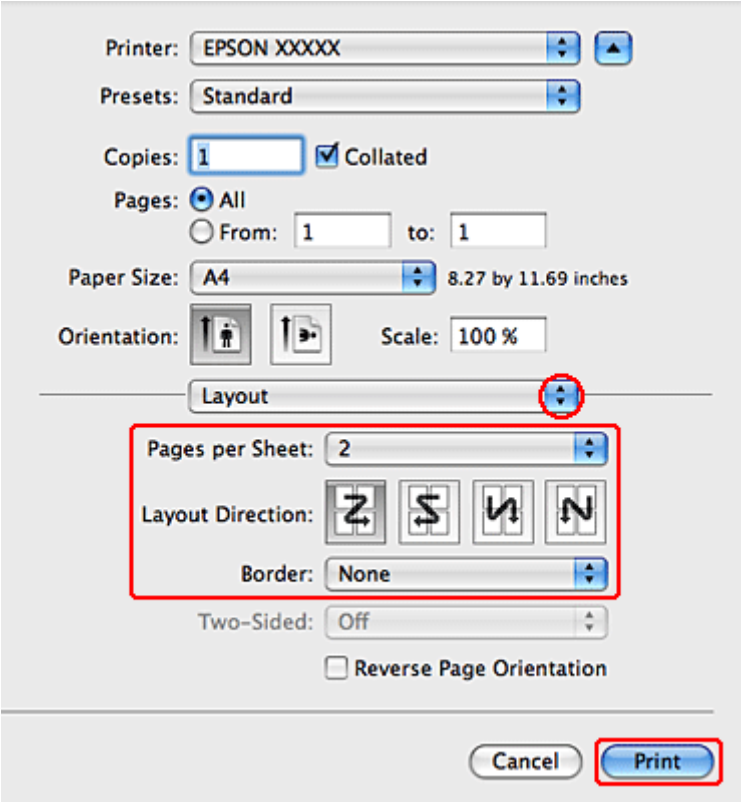 Printer: EPSON XXXXX
Presets: Standard
Copies: 1 Collated
Pages: All
From: 1 to: 1
Paper Size: A4 8.27 by 11.69 inches
Orientation: Scale: 100 %
Layout
Pages per Sheet: 2
Layout Direction:
Border: None
Two-Sided: Off
Reverse Page Orientation
Cancel Print